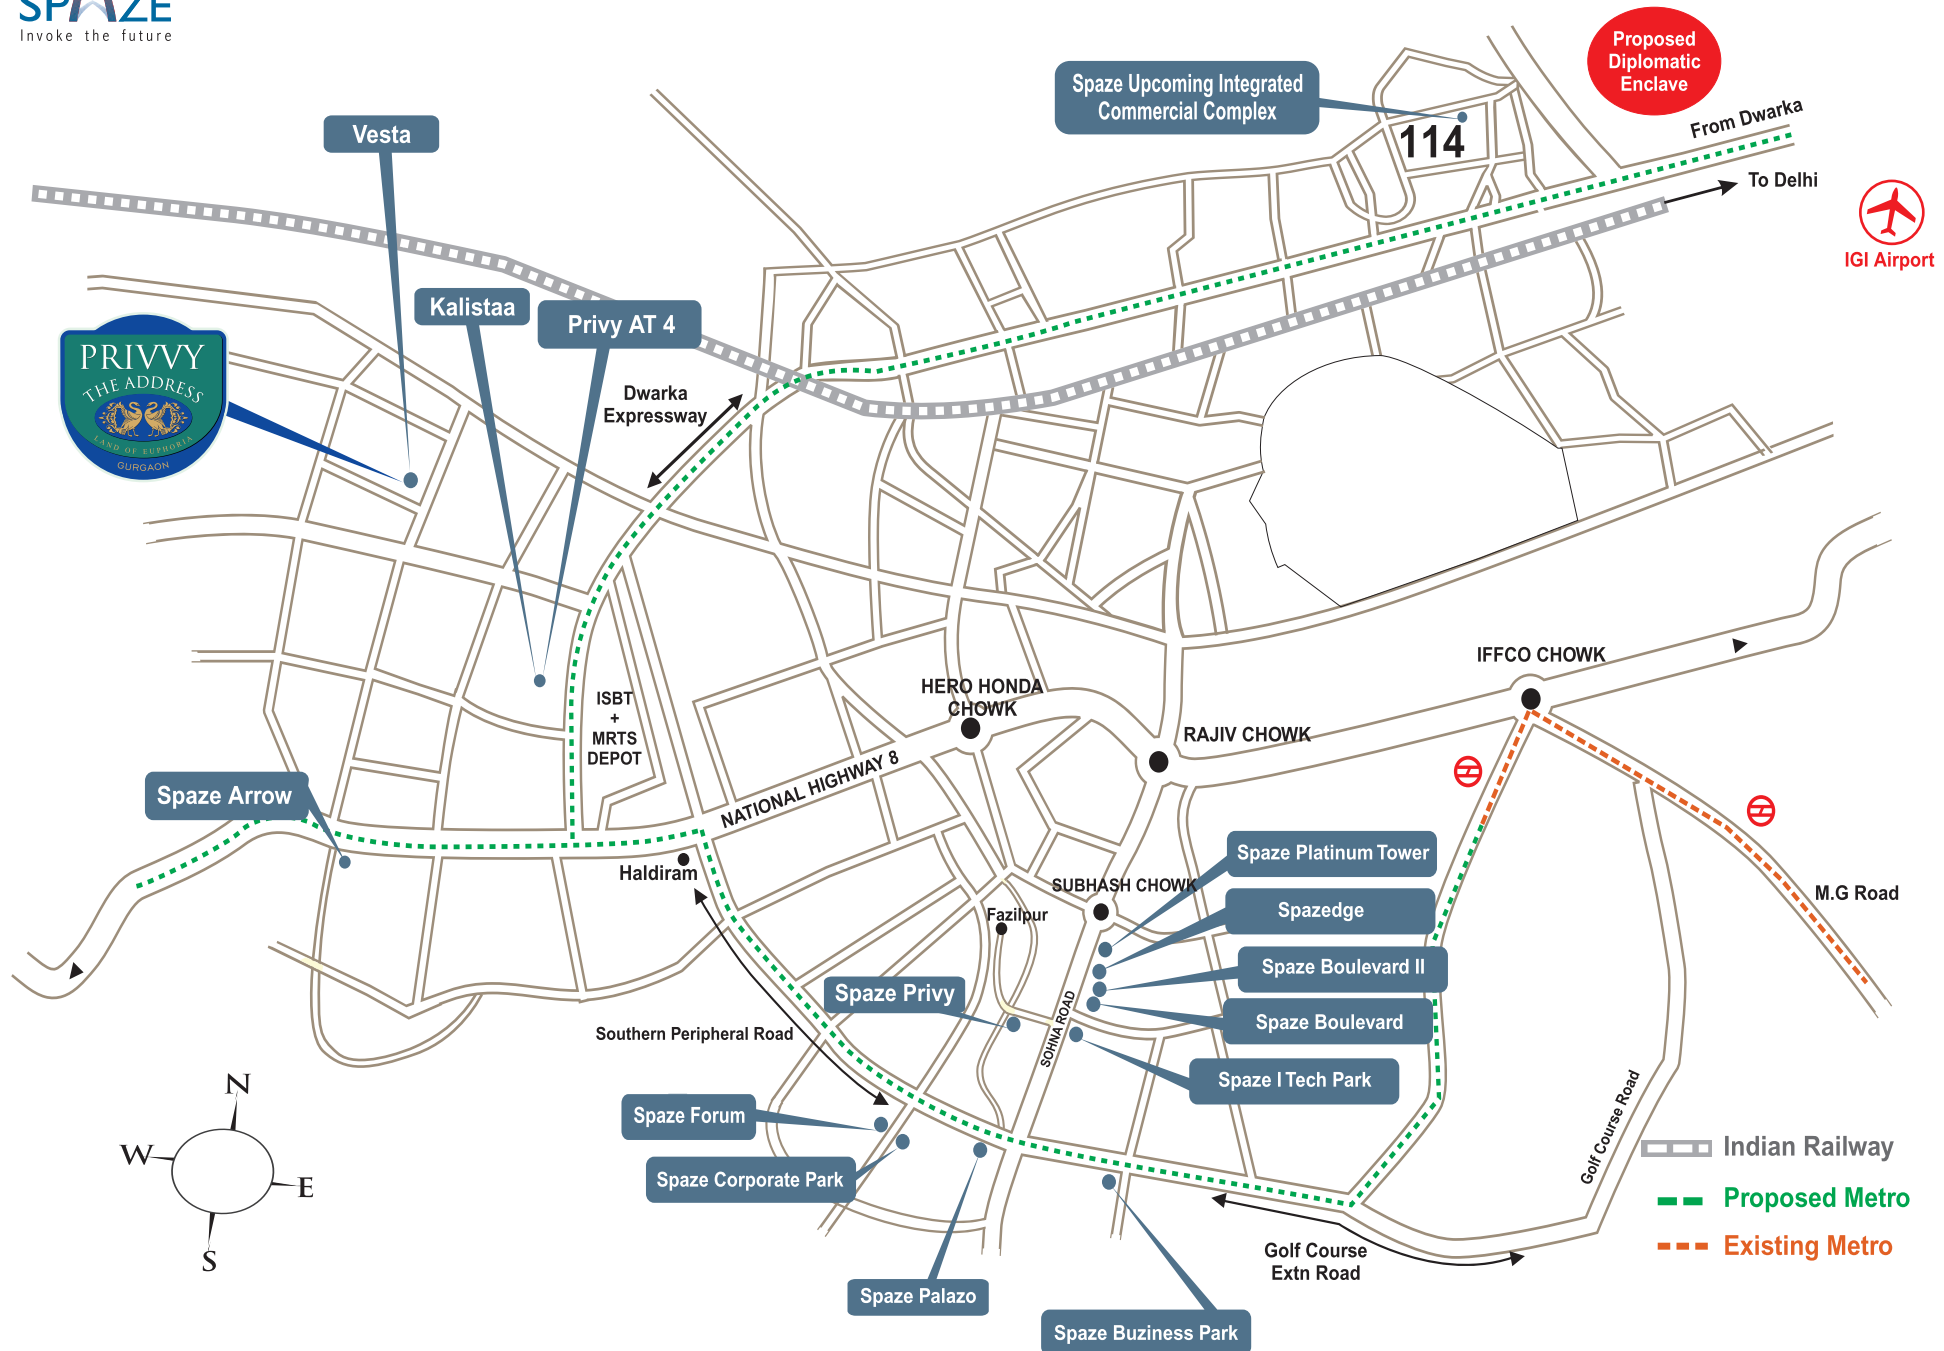 SPAZE
Invoke the future
Proposed
Diplomatic
Enclave
Spaze Upcoming Integrated
Commercial Complex
114
From Dwarka
To Delhi
IGI Airport
Vesta
Kalistaa
Privy AT 4
PRIVVY
THE ADDRESS
LAND OF EUPHORIA
GURGAON
Dwarka
Expressway
ISBT
+
MRTS
DEPOT
HERO HONDA
CHOWK
IFFCO CHOWK
RAJIV CHOWK
NATIONAL HIGHWAY 8
Spaze Arrow
Haldiram
SUBHASH CHOWK
Fazilpur
Spaze Platinum Tower
Spazedge
Spaze Boulevard II
Spaze Boulevard
Spaze I Tech Park
M.G Road
Spaze Privy
SOHNA ROAD
Southern Peripheral Road
Spaze Forum
Spaze Corporate Park
Spaze Palazo
Spaze Buziness Park
Golf Course
Extn Road
Golf Course Road
N
W
E
S
Indian Railway
Proposed Metro
Existing Metro